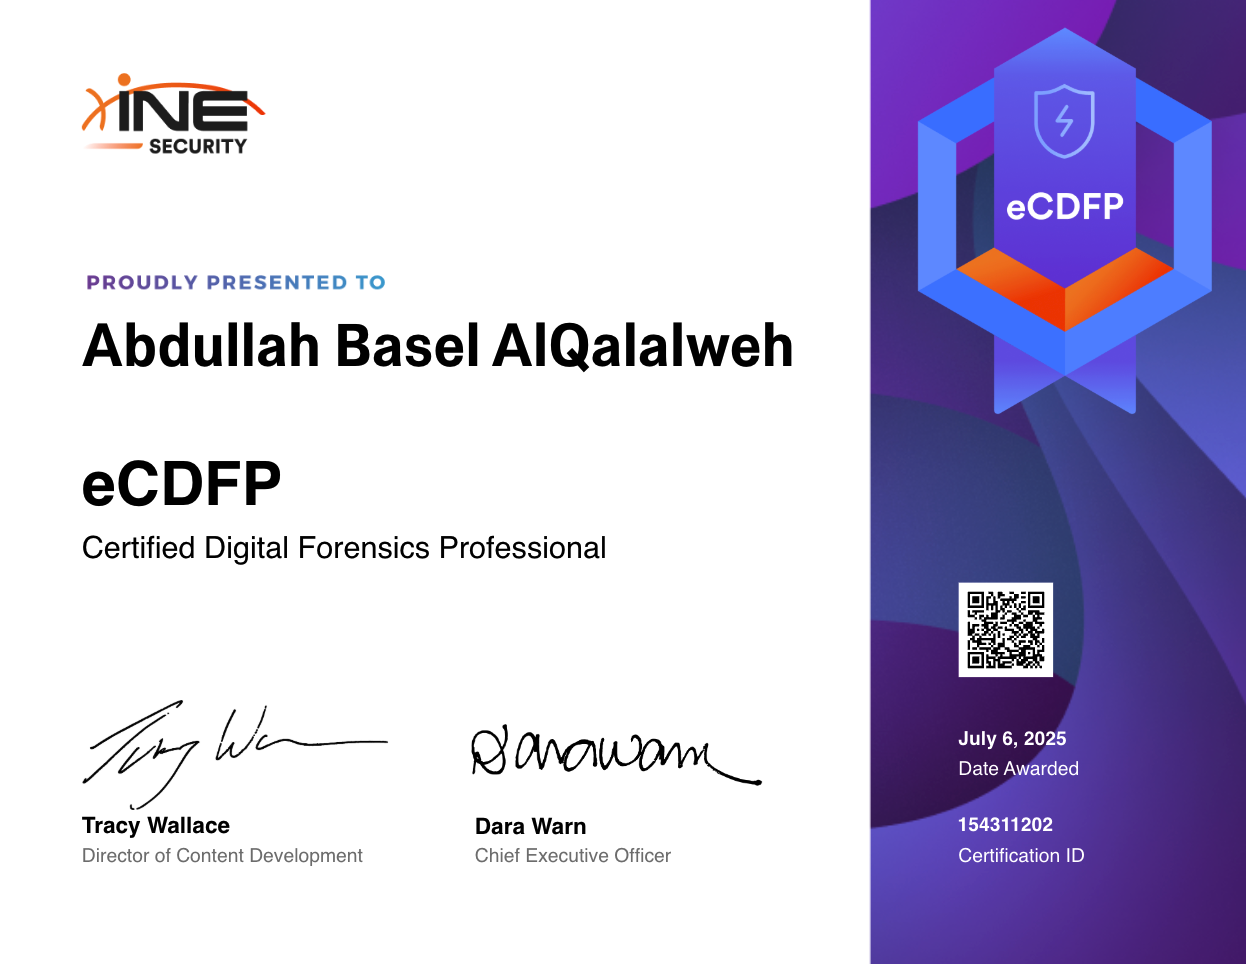 iNE
SECURITY
PROUDLY PRESENTED TO
Abdullah Basel AlQalalweh
eCDFP
Certified Digital Forensics Professional
Tracy Wallace
Director of Content Development
Dara Warn
Chief Executive Officer
eCDFP
July 6, 2025
Date Awarded
154311202
Certification ID